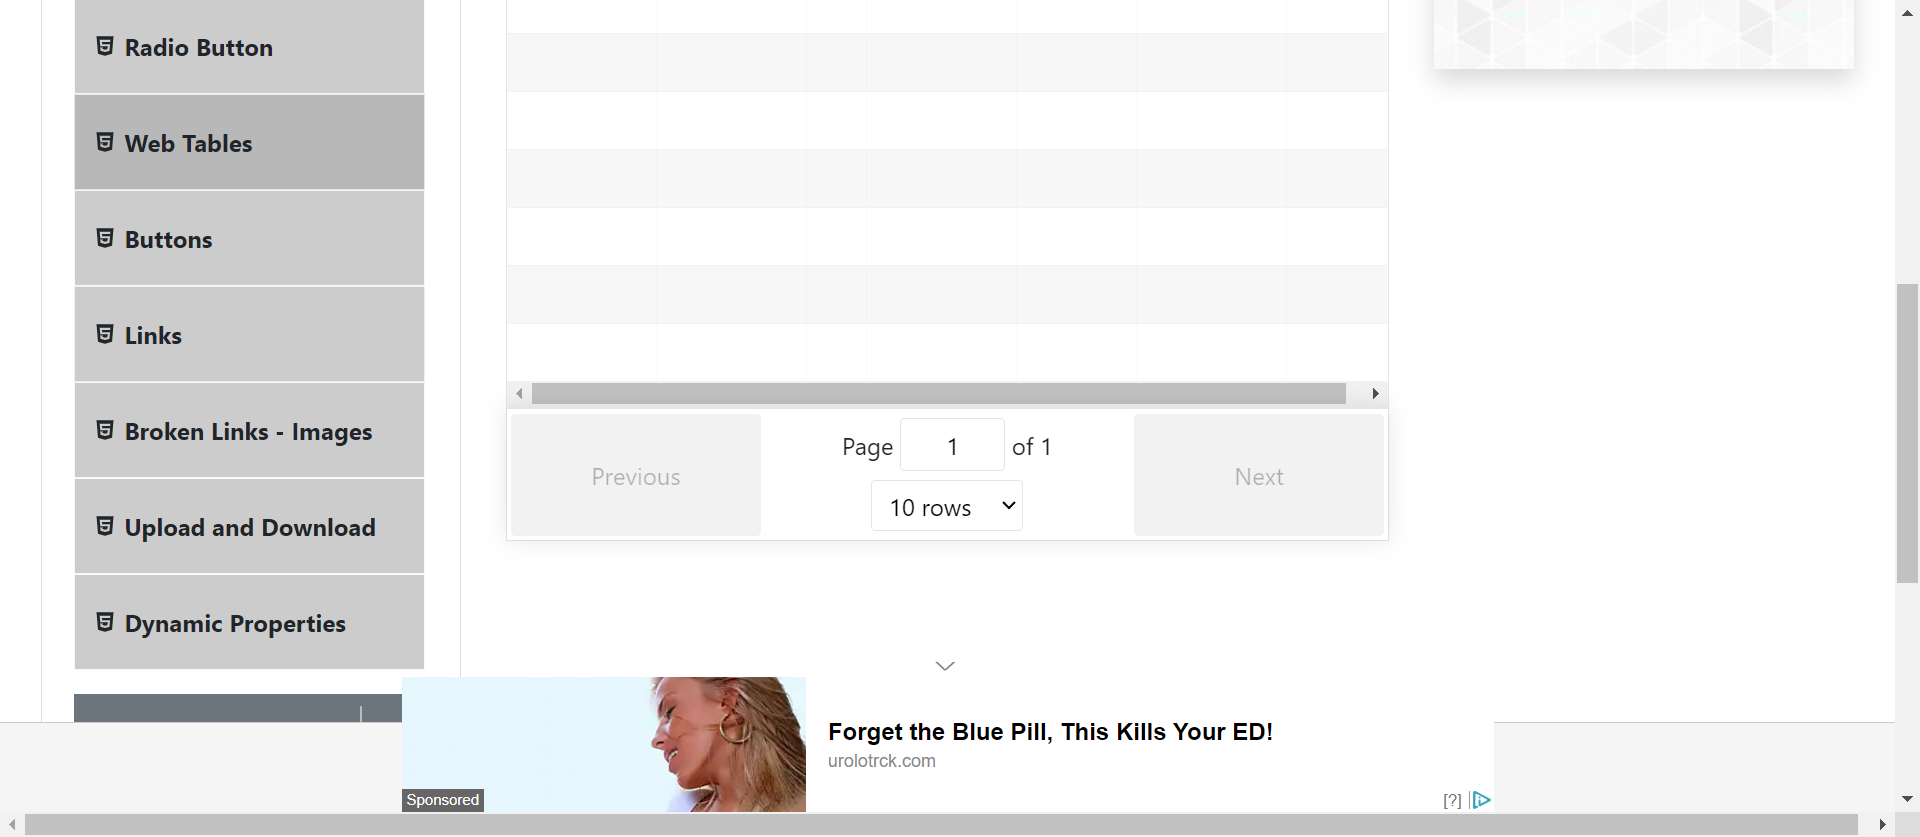 Radio Button
Web Tables
Buttons
Links
Broken Links - Images
Upload and Download
Dynamic Properties
Previous
Page 1 of 1
10 rows
Next
Forget the Blue Pill, This Kills Your ED!
urolotrck.com
Sponsored
[?]